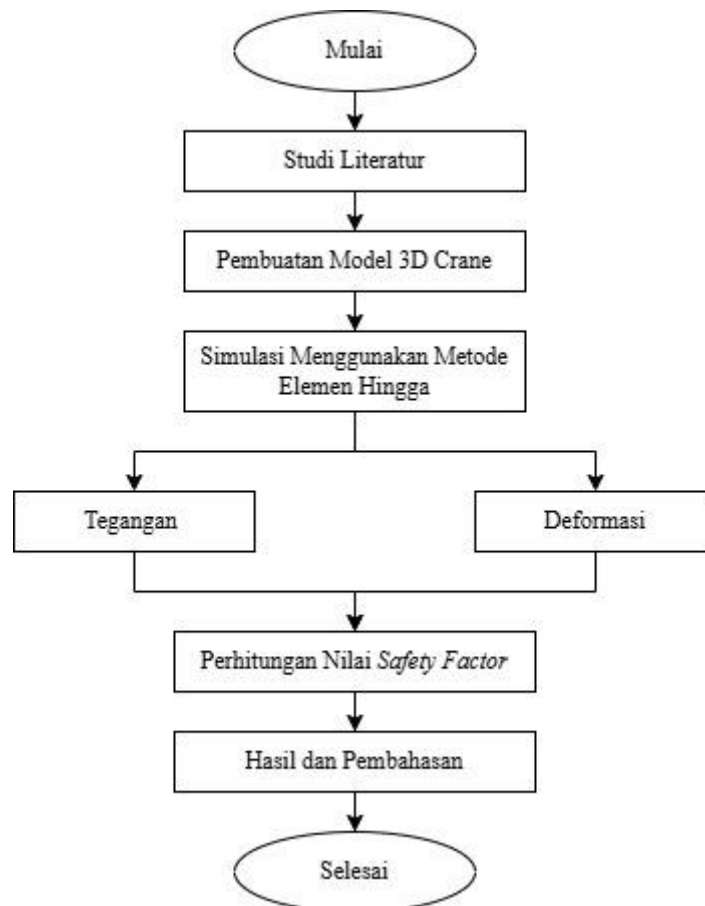 Mulai
Studi Literatur
Pembuatan Model 3D Crane
Simulasi Menggunakan Metode
Elemen Hingga
Tegangan
Deformasi
Perhitungan Nilai Safety Factor
Hasil dan Pembahasan
Selesai